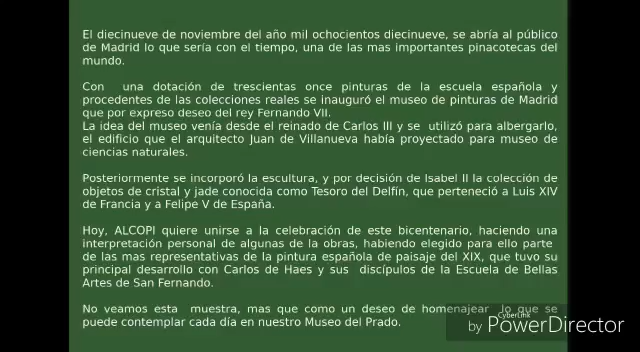 El diecinueve de noviembre del año mil ochocientos diecinueve, se abría al público
de Madrid lo que sería con el tiempo, una de las mas importantes pinacotecas del
mundo.
Con una dotación de trescientas once pinturas de la escuela española y
procedentes de las colecciones reales se inauguró el museo de pinturas de Madrid
que por expreso deseo del rey Fernando VII.
La idea del museo venía desde el reinado de Carlos III y se utilizó para albergarlo,
el edificio que el arquitecto Juan de Villanueva había proyectado para museo de
ciencias naturales.
Posteriormente se incorporó la escultura, y por decisión de Isabel II la colección de
objetos de cristal y jade conocida como Tesoro del Delfín, que perteneció a Luis XIV
de Francia y a Felipe V de España.
Hoy, ALCOPI quiere unirse a la celebración de este bicentenario, haciendo una
interpretación personal de algunas de la obras, habiendo elegido para ello parte
de las mas representativas de la pintura española de paisaje del XIX, que tuvo su
principal desarrollo con Carlos de Haes y sus discípulos de la Escuela de Bellas
Artes de San Fernando.
No veamos esta muestra, mas que como un deseo de homenajear lo que se
puede contemplar cada día en nuestro Museo del Prado.
CyberLink
by PowerDirector